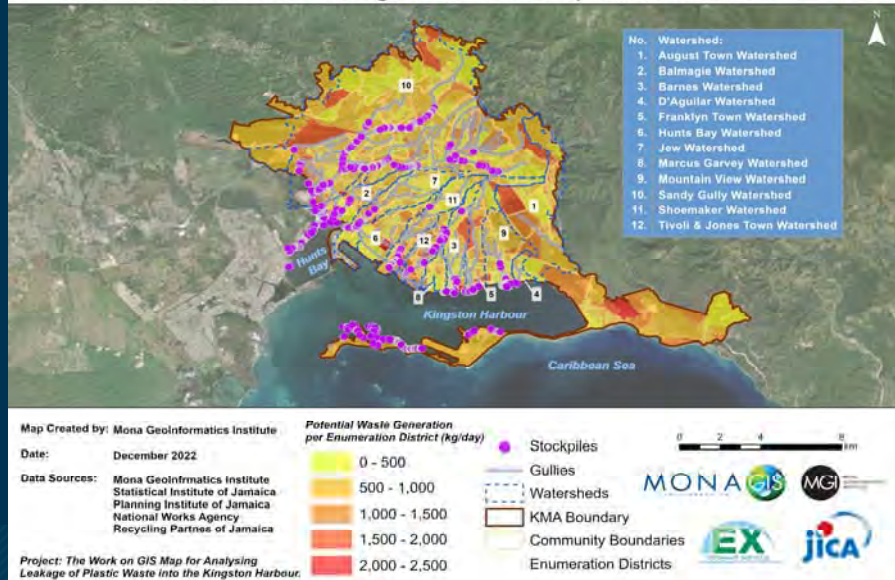 N
No. Watershed:
1. August Town Watershed
2. Balmagie Watershed
3. Barnes Watershed
4. D'Aguilar Watershed
5. Franklyn Town Watershed
6. Hunts Bay Watershed
7. Jew Watershed
8. Marcus Garvey Watershed
9. Mountain View Watershed
10. Sandy Gully Watershed
11. Shoemaker Watershed
12. Tivoli & Jones Town Watershed
10
7
2
11
1
9
6
12
3
Hunts
Bay
8
5
4
Kingston Harbour
Caribbean Sea
Map Created by: Mona GeoInformatics Institute
Date: December 2022
Data Sources: Mona GeoInfrmatics Institute
Statistical Institute of Jamaica
Planning Institute of Jamaica
National Works Agency
Recycling Partnes of Jamaica
Project: The Work on GIS Map for Analysing
Leakage of Plastic Waste into the Kingston Harbour.
Potential Waste Generation
per Enumeration District (kg/day)
0 - 500
500 - 1,000
1,000 - 1,500
1,500 - 2,000
2,000 - 2,500
Stockpiles
Gullies
Watersheds
KMA Boundary
Community Boundaries
Enumeration Districts
0 2 4 8
km
MONA GIS
MGI
EX
jica